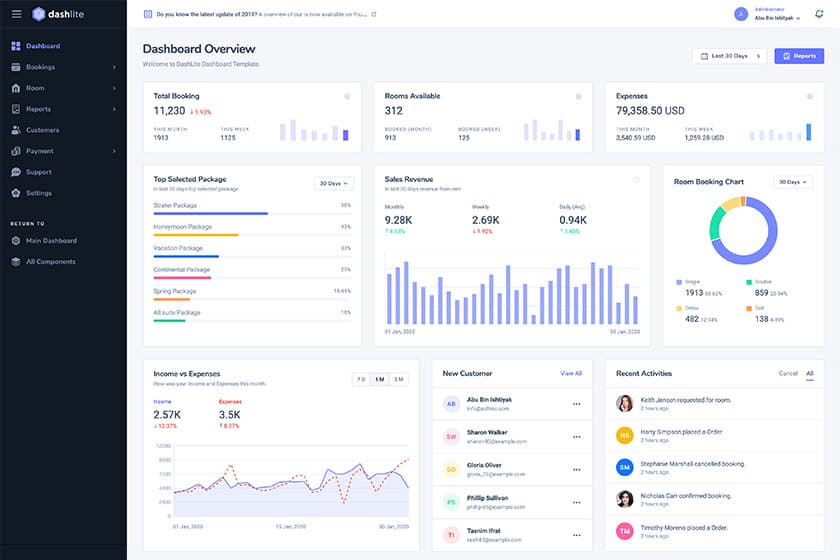 dashlite
Do you know the latest update of 2019? A overview of our is now available on You...
Administrator
Abu Bin Ishtiyak
Dashboard
Bookings
Room
Reports
Customers
Payment
Support
Settings
RETURN TO
Main Dashboard
All Components
Dashboard Overview
Welcome to DashLite Dashboard Template.
Last 30 Days
Reports
Total Booking
11,230 1.93%
THIS MONTH THIS WEEK
1913 1125
Rooms Available
312
BOOKED (MONTH) BOOKED (WEEK)
913 125
Expenses
79,358.50 USD
THIS MONTH THIS WEEK
3,540.59 USD 1,259.28 USD
Top Selected Package
In last 30 days top selected package.
30 Days
Strater Package 58%
Honeymoon Package 43%
Vacation Package 33%
Continental Package 29%
Spring Package 18.49%
All suite Package 16%
Sales Revenue
In last 30 days revenue from rent.
Monthly Weekly Daily (Avg)
9.28K 2.69K 0.94K
4.63% 1.92% 3.45%
01 Jan, 2020 30 Jan, 2020
Room Booking Chart
30 Days
Single Double
1913 859
482 138 4.49%
Income vs Expenses
How was your income and Expenses this month.
7 D 1 M 3 M
Income Expenses
2.57K 3.5K
12.37% 8.37%
12000
9600
7200
4800
2400
0
01 Jan, 2020 15 Jan, 2020 30 Jan, 2020
New Customer View All
AB Abu Bin Ishtiyak
info@softnio.com
SW Sharon Walker
sharon-90@example.com
GO Gloria Oliver
gloria_72@example.com
PS Phillip Sullivan
phillip-85@example.com
TI Tasnim Ifrat
tasif-85@example.com
Recent Activities Cancel All
Keith Jensen requested for room.
2 hours ago
HS Harry Simpson placed a Order.
2 hours ago
SM Stephanie Marshall cancelled booking.
2 hours ago
Nicholas Carr confirmed booking.
2 hours ago
TM Timothy Moreno placed a Order.
2 hours ago